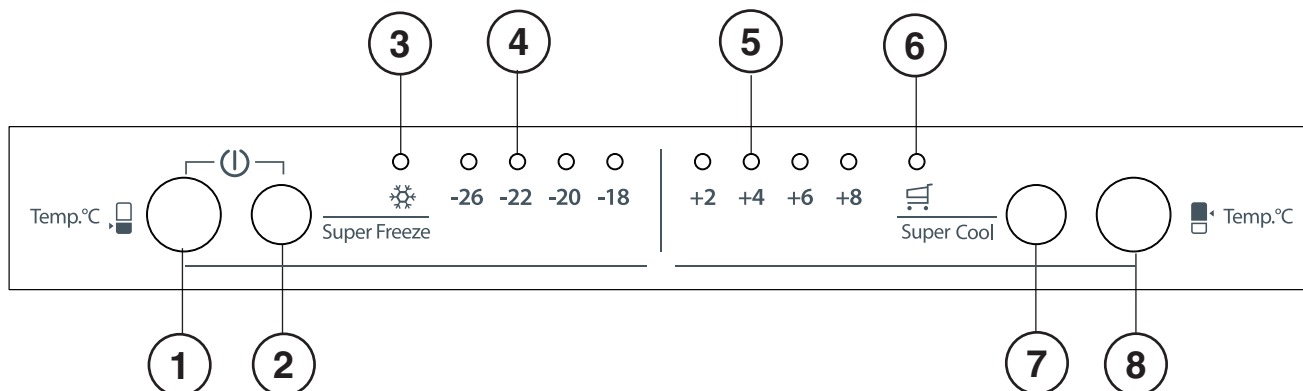 3 4 5 6
Temp.°C
-26 -22 -20 -18 +2 +4 +6 +8
Super Freeze Super Cool
Temp.°C
1 2 7 8